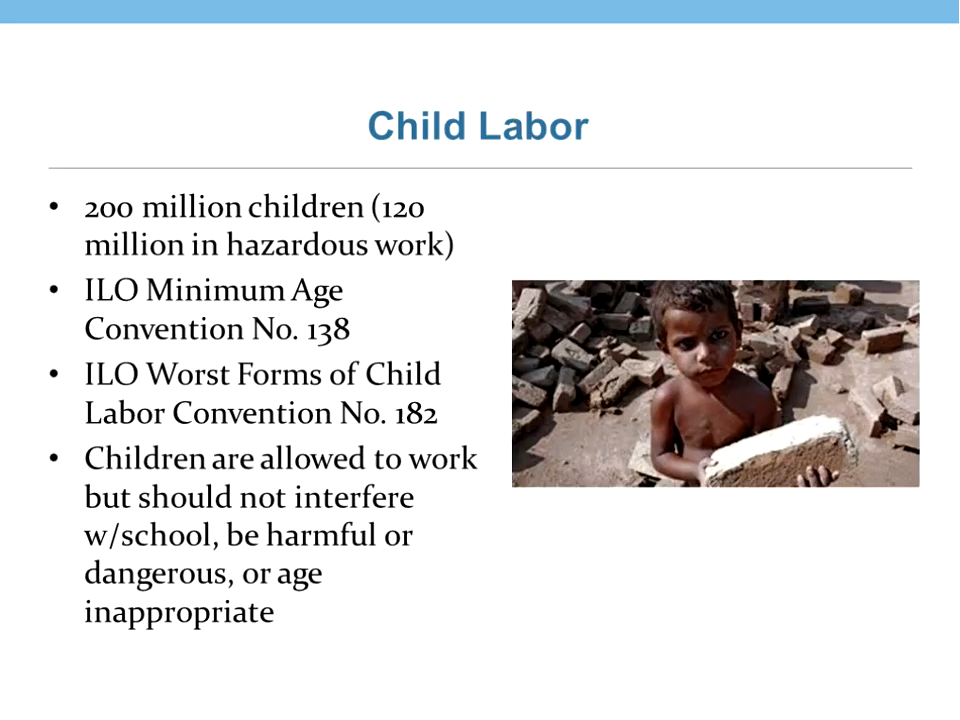 Child Labor
• 200 million children (120
million in hazardous work)
• ILO Minimum Age
Convention No. 138
• ILO Worst Forms of Child
Labor Convention No. 182
• Children are allowed to work
but should not interfere
w/school, be harmful or
dangerous, or age
inappropriate